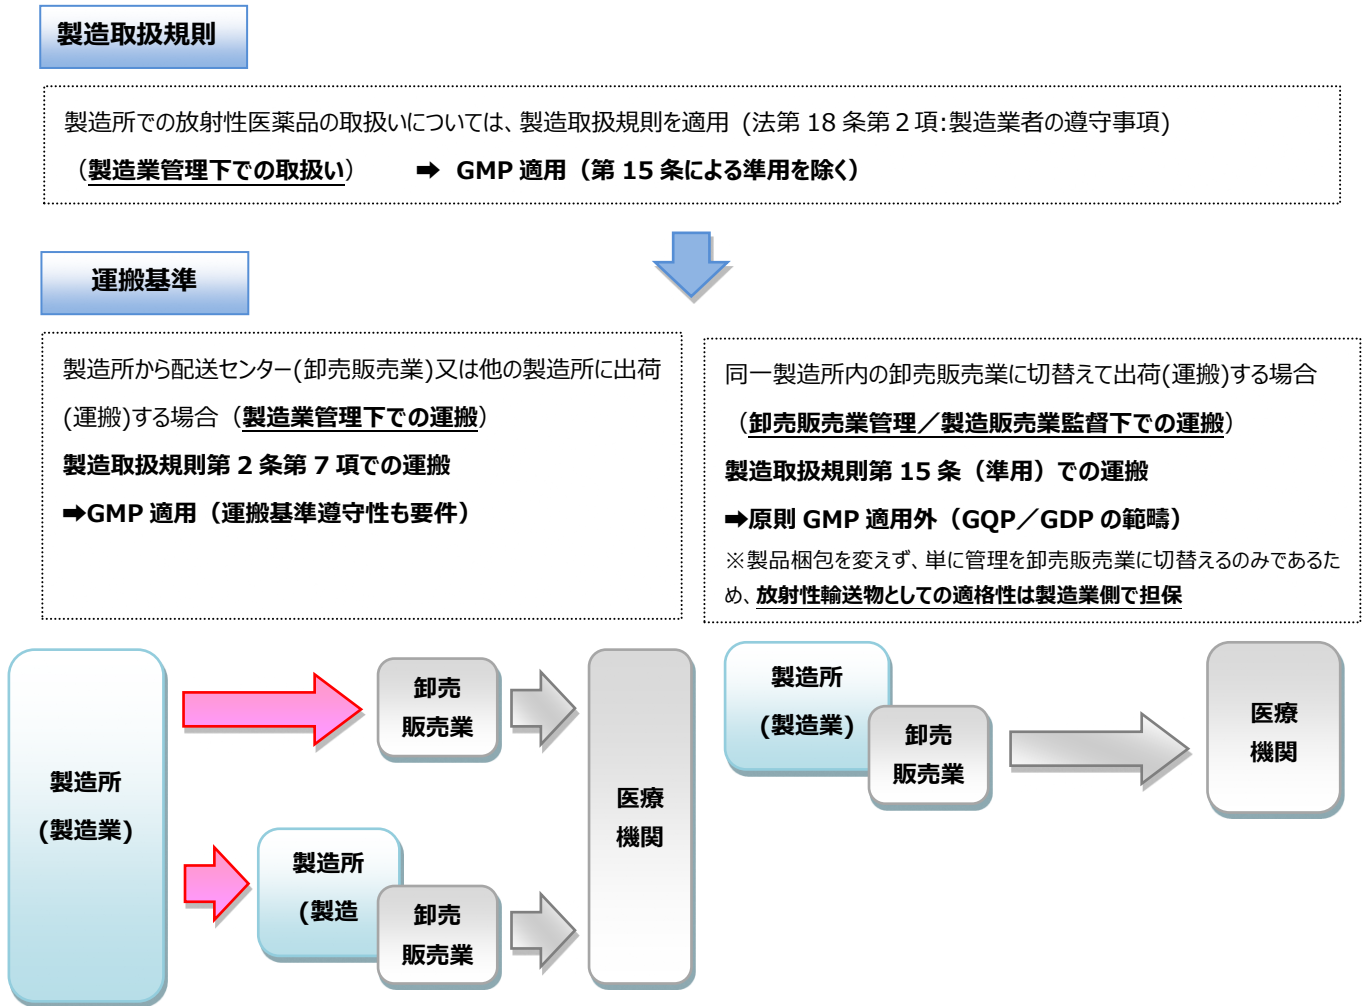 製造取扱規則
製造所での放射性医薬品の取扱いについては、製造取扱規則を適用 (法第 18 条第 2 項:製造業者の遵守事項)
（製造業管理下での取扱い） ➡ GMP 適用（第 15 条による準用を除く）
運搬基準
製造所から配送センター(卸売販売業)又は他の製造所に出荷
(運搬)する場合（製造業管理下での運搬）
製造取扱規則第 2 条第 7 項での運搬
➡GMP 適用（運搬基準遵守性も要件）
同一製造所内の卸売販売業に切替えて出荷(運搬)する場合
（卸売販売業管理／製造販売業監督下での運搬）
製造取扱規則第 15 条（準用）での運搬
➡原則 GMP 適用外（GQP／GDP の範疇）
※製品梱包を変えず、単に管理を卸売販売業に切替えるのみであるた
め、放射性輸送物としての適格性は製造業側で担保
製造所
(製造業)
卸売
販売業
製造所
(製造
卸売
販売業
医療
機関
製造所
(製造業)
卸売
販売業
医療
機関